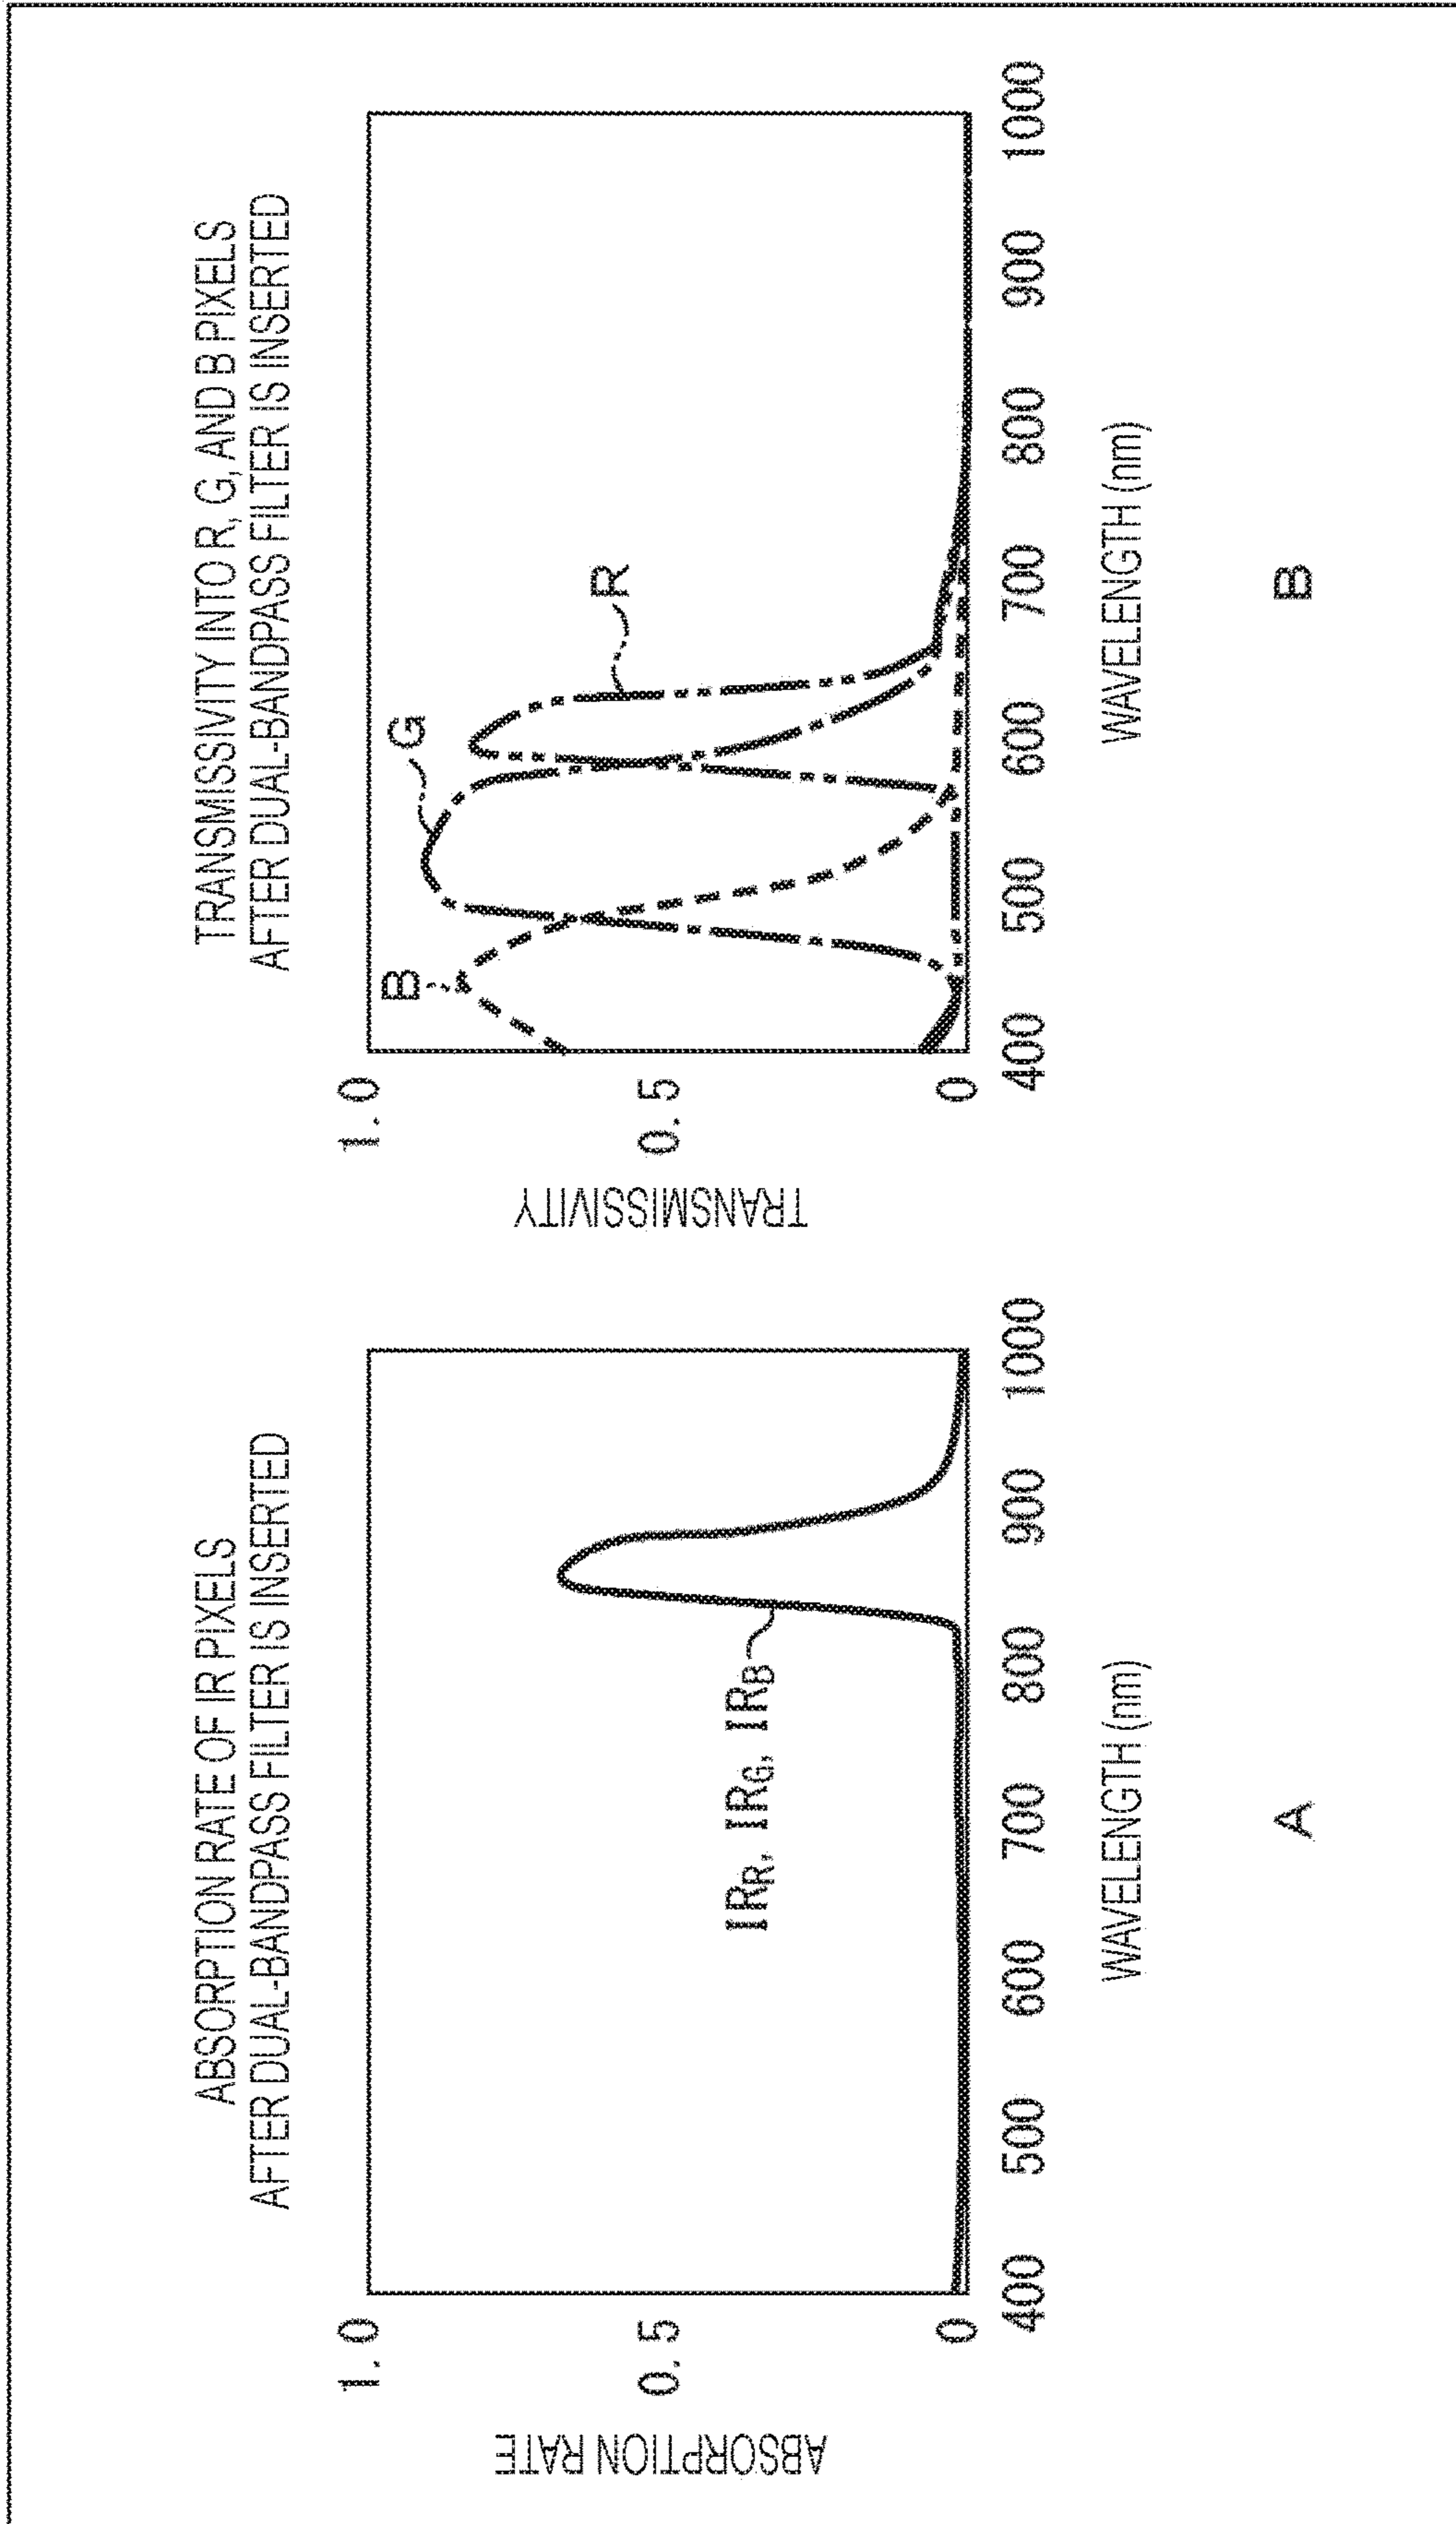 ABSORPTION RATE OF IR PIXELS
AFTER DUAL-BANDPASS FILTER IS INSERTED
ABSORPTION RATE
1.0
0.5
0
IRR, IRG, IRB
400 500 600 700 800 900 1000
WAVELENGTH (nm)
A
TRANSMISSIVITY INTO R, G, AND B PIXELS
AFTER DUAL-BANDPASS FILTER IS INSERTED
TRANSMISSIVITY
1.0
0.5
0
B
G
R
400 500 600 700 800 900 1000
WAVELENGTH (nm)
B